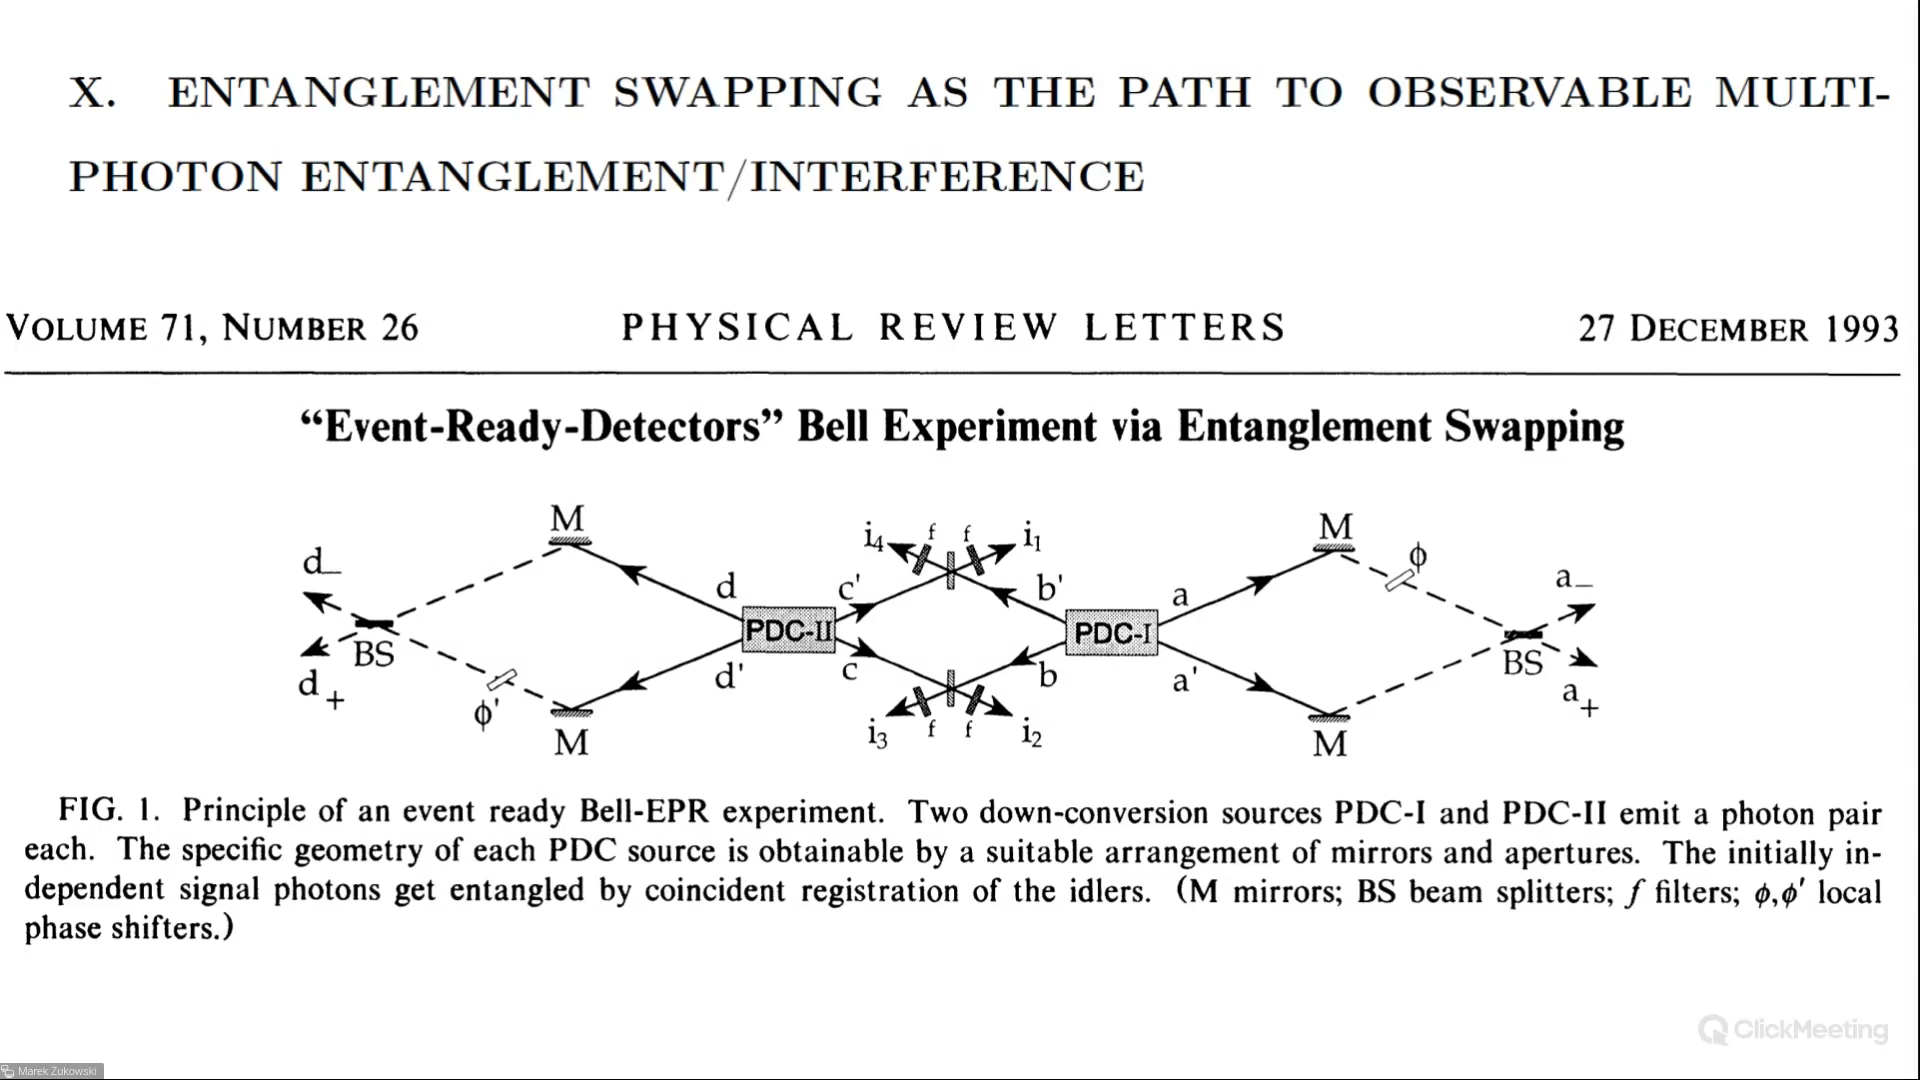 X. ENTANGLEMENT SWAPPING AS THE PATH TO OBSERVABLE MULTI-
PHOTON ENTANGLEMENT/INTERFERENCE
VOLUME 71, NUMBER 26 PHYSICAL REVIEW LETTERS 27 DECEMBER 1993
“Event-Ready-Detectors” Bell Experiment via Entanglement Swapping
M M
i4 f f i1
d_ d c' b' a ϕ a_
PDC-II PDC-I
BS BS
d+ d' c b a' a+
ϕ' i3 f f i2
M M
FIG. 1. Principle of an event ready Bell-EPR experiment. Two down-conversion sources PDC-I and PDC-II emit a photon pair
each. The specific geometry of each PDC source is obtainable by a suitable arrangement of mirrors and apertures. The initially in-
dependent signal photons get entangled by coincident registration of the idlers. (M mirrors; BS beam splitters; f filters; ϕ,ϕ' local
phase shifters.)
ClickMeeting
Marek Żukowski